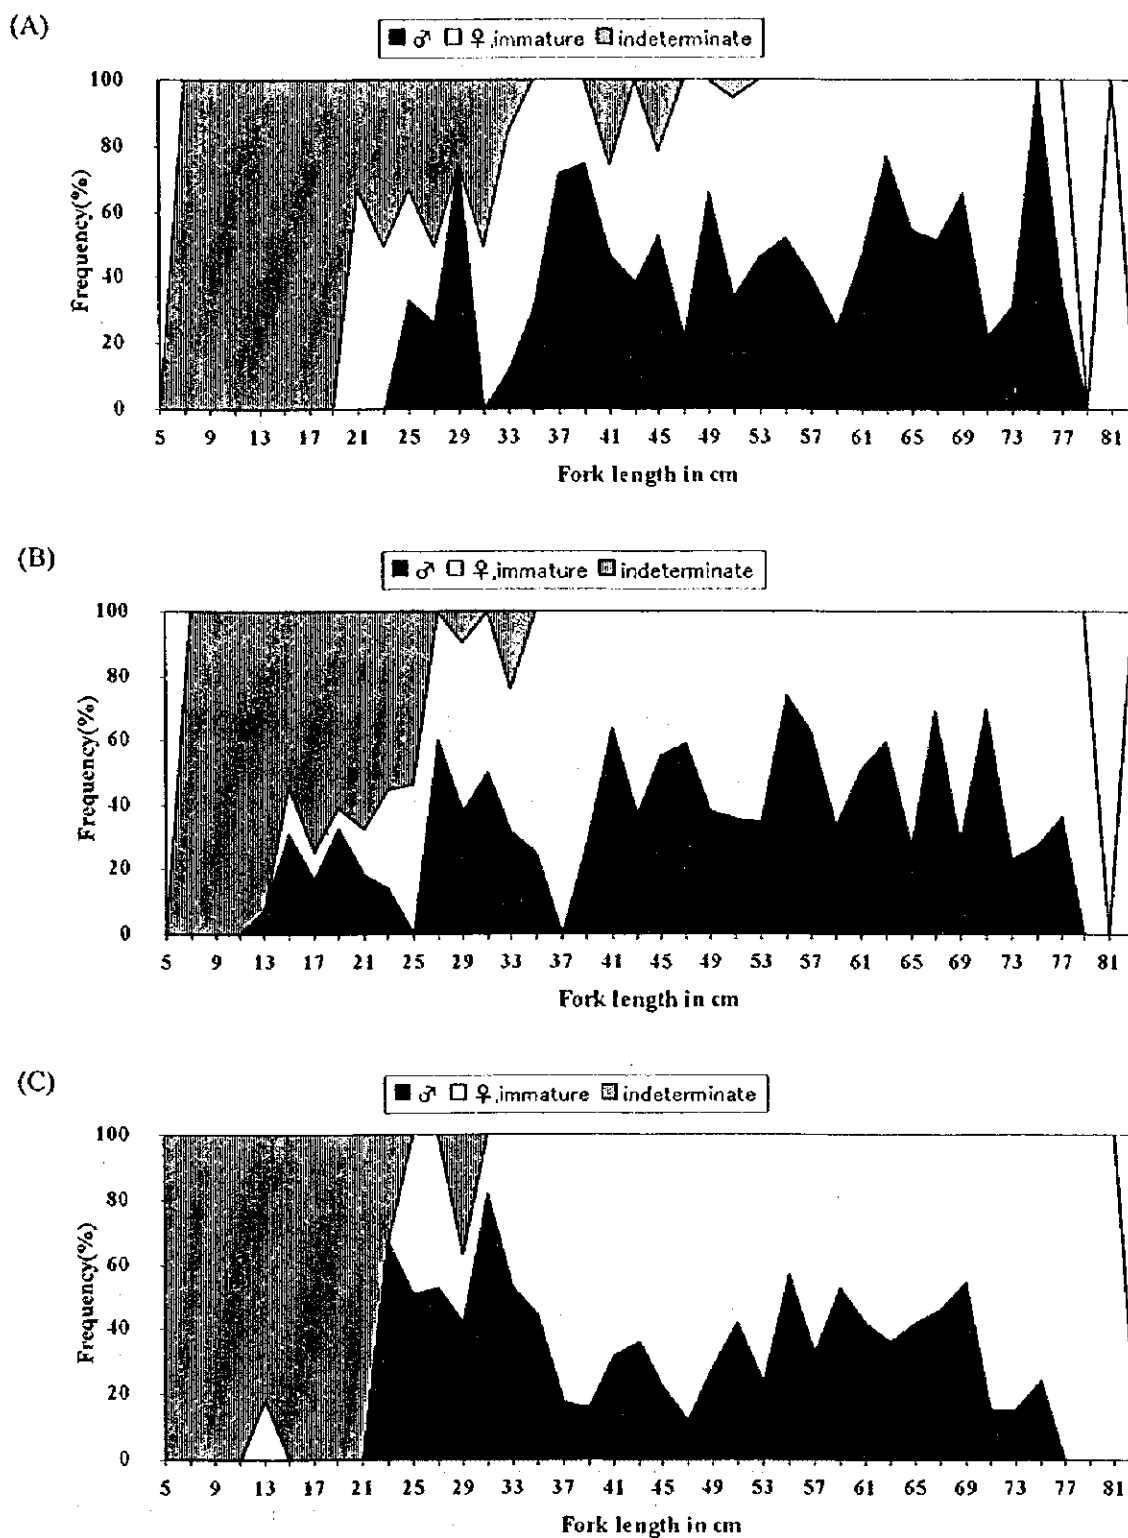 (A)
♂ ♀,immature indeterminate
100
80
60
40
20
0
Frequency(%)
5 9 13 17 21 25 29 33 37 41 45 49 53 57 61 65 69 73 77 81
Fork length in cm
(B)
♂ ♀,immature indeterminate
100
80
60
40
20
0
Frequency(%)
5 9 13 17 21 25 29 33 37 41 45 49 53 57 61 65 69 73 77 81
Fork length in cm
(C)
♂ ♀,immature indeterminate
100
80
60
40
20
0
Frequency(%)
5 9 13 17 21 25 29 33 37 41 45 49 53 57 61 65 69 73 77 81
Fork length in cm